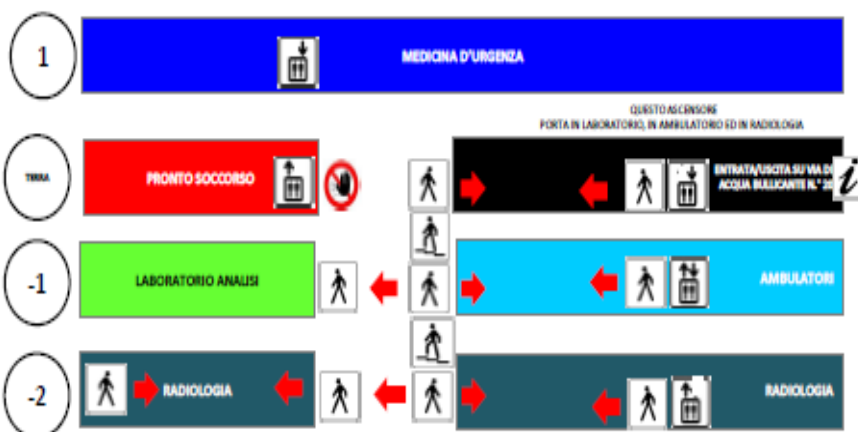 1
MEDICINA D'URGENZA
QUESTO ASCENSORE
PORTA IN LABORATORIO, IN AMBULATORIO ED IN RADIOLOGIA
TERRA
PRONTO SOCCORSO
ENTRATA/USCITA SU VIA
ACQUA BULLICANTE N.°
i
-1
LABORATORIO ANALISI
AMBULATORI
-2
RADIOLOGIA
RADIOLOGIA